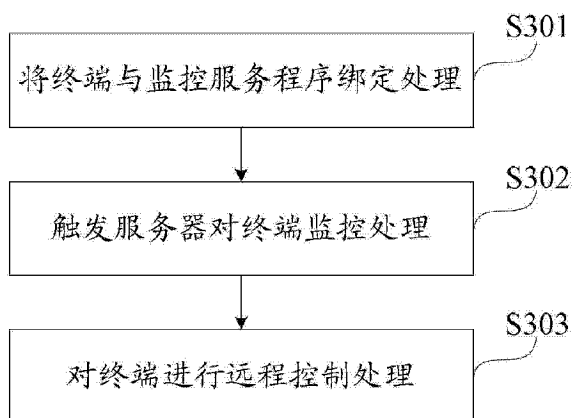 S301
将终端与监控服务程序绑定处理
S302
触发服务器对终端监控处理
S303
对终端进行远程控制处理